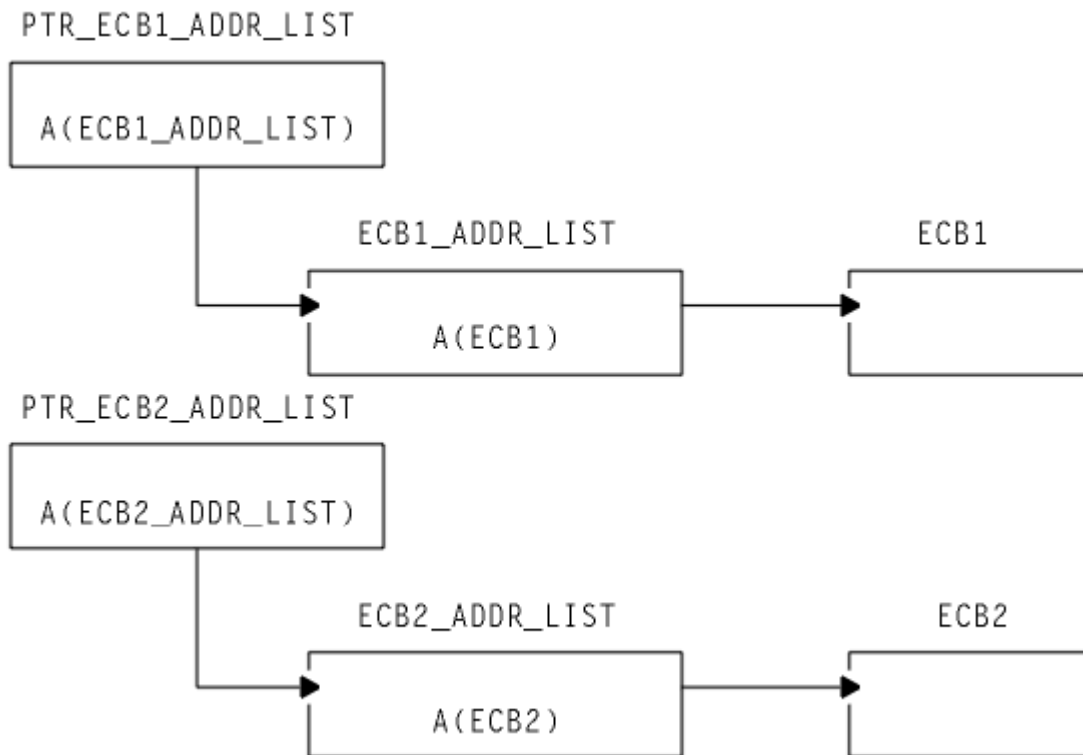 PTR_ECB1_ADDR_LIST
A(ECB1_ADDR_LIST)
ECB1_ADDR_LIST
ECB1
A(ECB1)
PTR_ECB2_ADDR_LIST
A(ECB2_ADDR_LIST)
ECB2_ADDR_LIST
ECB2
A(ECB2)